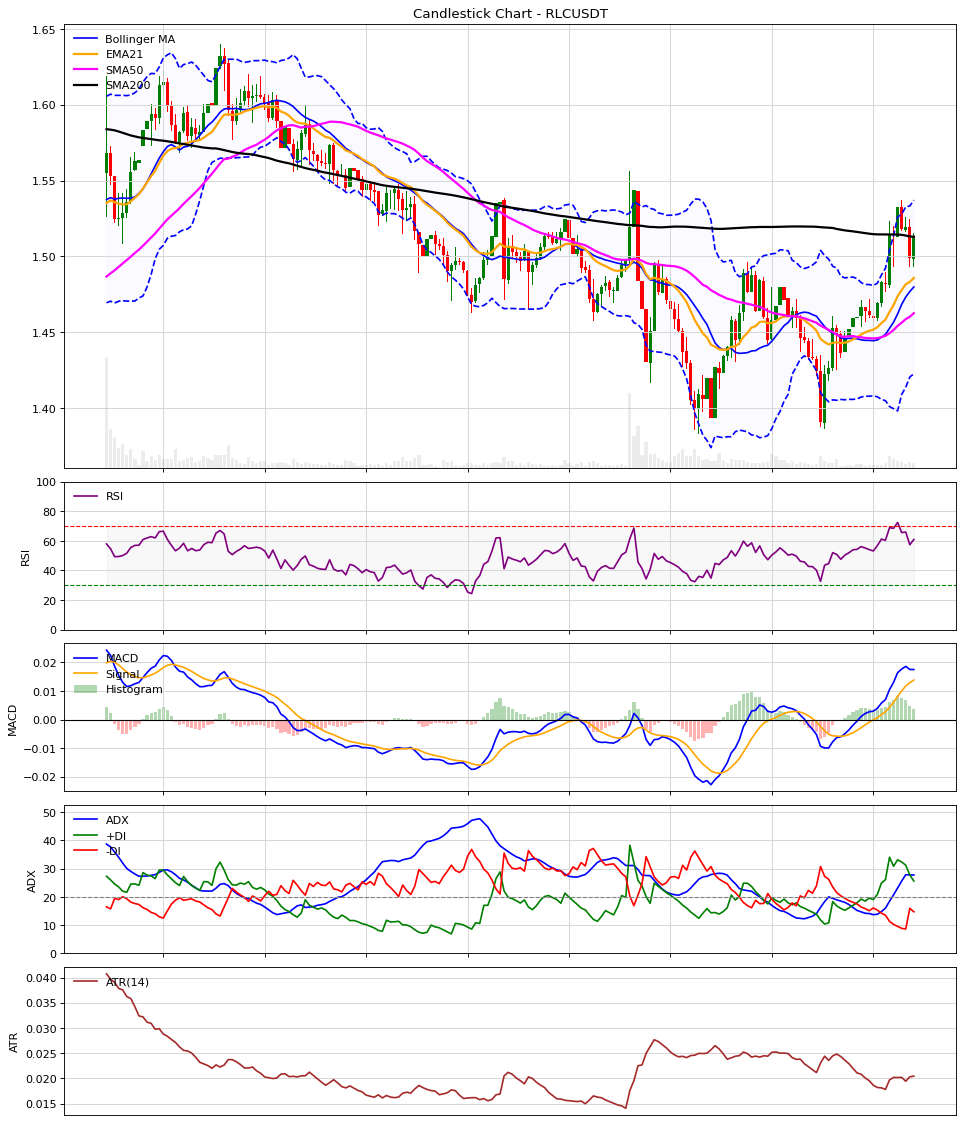 Candlestick Chart - RLCUSDT
Bollinger MA
EMA21
SMA50
SMA200
1.65
1.60
1.55
1.50
1.45
1.40
RSI
RSI
100
80
60
40
20
0
MACD
Signal
Histogram
MACD
0.02
0.01
0.00
−0.01
−0.02
ADX
+DI
-DI
ADX
50
40
30
20
10
0
ATR(14)
ATR
0.040
0.035
0.030
0.025
0.020
0.015